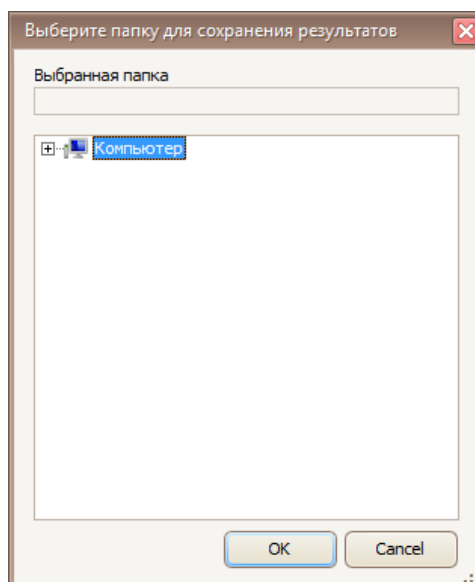 Выберите папку для сохранения результатов
Выбранная папка
Компьютер
OK
Cancel